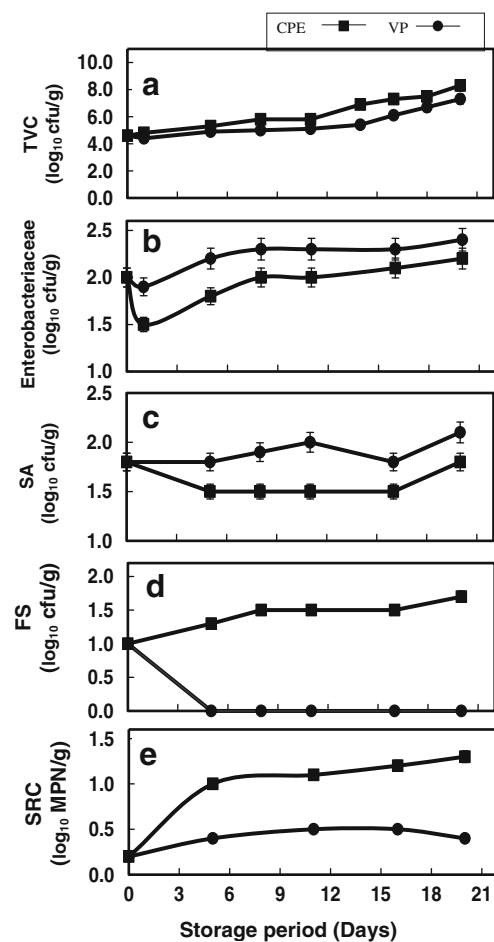 CPE VP
a
TVC
(log₁₀ cfu/g)
10.0
8.0
6.0
4.0
2.0
0.0
b
Enterobacteriaceae
(log₁₀ cfu/g)
2.5
2.0
1.5
1.0
c
SA
(log₁₀ cfu/g)
2.5
2.0
1.5
1.0
d
FS
(log₁₀ cfu/g)
2.0
1.5
1.0
0.5
0.0
e
SRC
(log₁₀ MPN/g)
1.5
1.0
0.5
0.0
0 3 6 9 12 15 18 21
Storage period (Days)